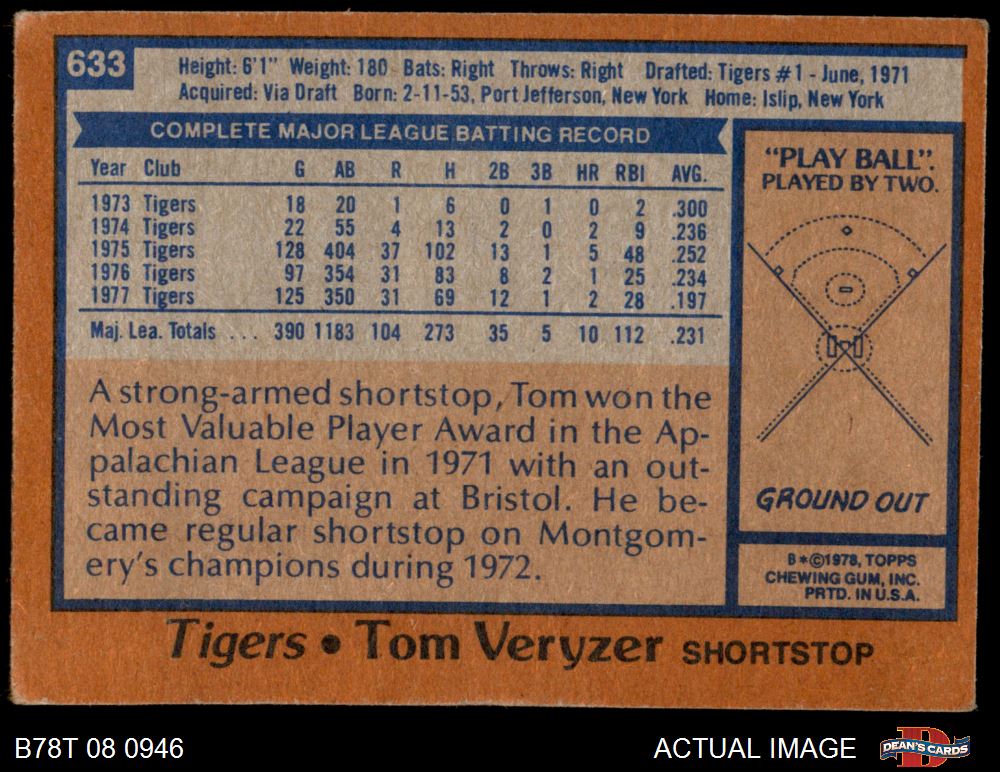 633
Height: 6'1" Weight: 180 Bats: Right Throws: Right Drafted: Tigers #1 - June, 1971
Acquired: Via Draft Born: 2-11-53, Port Jefferson, New York Home: Islip, New York
COMPLETE MAJOR LEAGUE BATTING RECORD
Year Club G AB R H 2B 3B HR RBI AVG.
1973 Tigers 18 20 1 6 0 1 0 2 .300
1974 Tigers 22 55 4 13 2 0 2 9 .236
1975 Tigers 128 404 37 102 13 1 5 48 .252
1976 Tigers 97 354 31 83 8 2 1 25 .234
1977 Tigers 125 350 31 69 12 1 2 28 .197
Maj. Lea. Totals . . . 390 1183 104 273 35 5 10 112 .231
A strong-armed shortstop, Tom won the
Most Valuable Player Award in the Ap-
palachian League in 1971 with an out-
standing campaign at Bristol. He be-
came regular shortstop on Montgom-
ery's champions during 1972.
"PLAY BALL".
PLAYED BY TWO.
GROUND OUT
B*©1978, TOPPS
CHEWING GUM, INC.
PRTD. IN U.S.A.
Tigers • Tom Veryzer SHORTSTOP
B78T 08 0946
ACTUAL IMAGE
DEAN'S CARDS